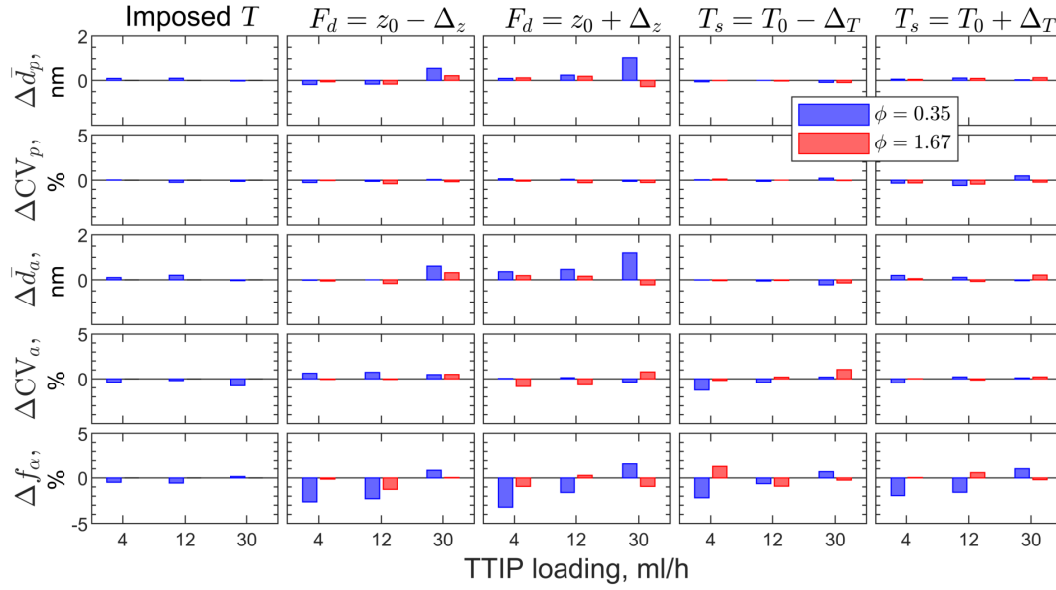 Imposed T F_d = z_0 − Δ_z F_d = z_0 + Δ_z T_s = T_0 − Δ_T T_s = T_0 + Δ_T
Δd̄_p,
nm
2
0
ϕ = 0.35
ϕ = 1.67
ΔCV_p,
%
5
0
Δd̄_a,
nm
2
0
ΔCV_a,
%
5
0
Δf_α,
%
5
0
-5
4 12 30 4 12 30 4 12 30 4 12 30 4 12 30
TTIP loading, ml/h